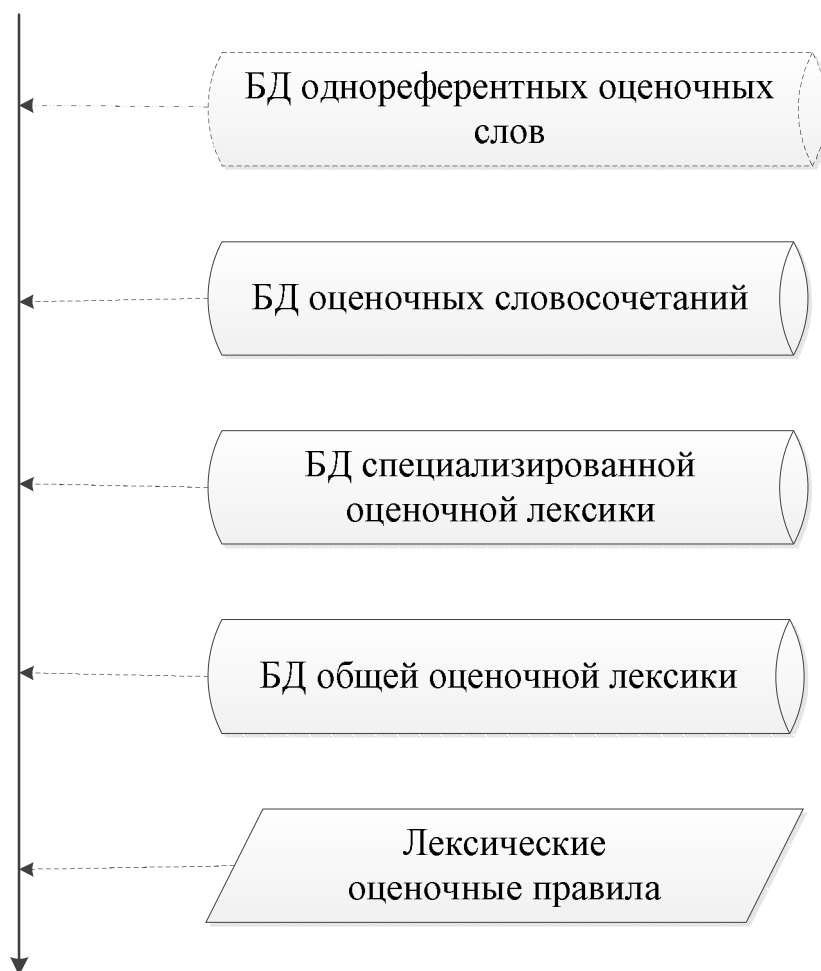 БД однореферентных оценочных
слов
БД оценочных словосочетаний
БД специализированной
оценочной лексики
БД общей оценочной лексики
Лексические
оценочные правила